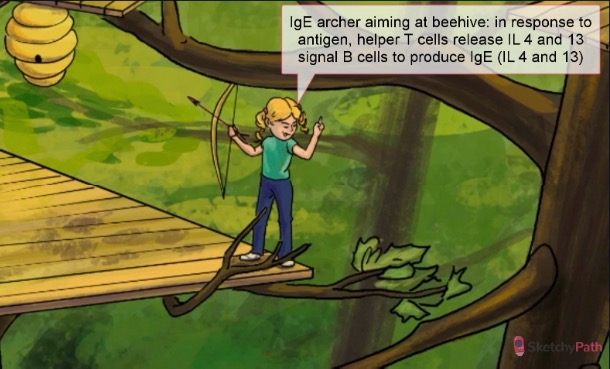 IgE archer aiming at beehive: in response to
antigen, helper T cells release IL 4 and 13
signal B cells to produce IgE (IL 4 and 13)
SketchyPath